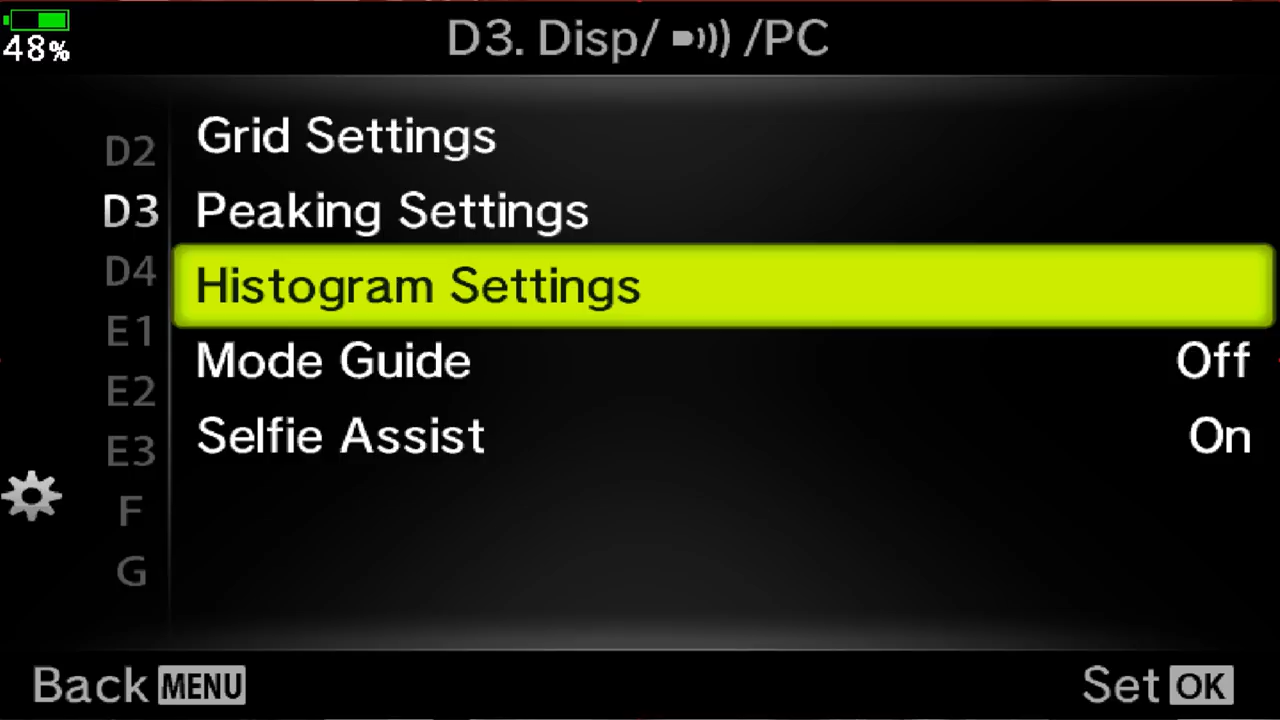 48%
D3. Disp/ /PC
D2
D3
D4
E1
E2
E3
F
G
Grid Settings
Peaking Settings
Histogram Settings
Mode Guide Off
Selfie Assist On
Back MENU
Set OK